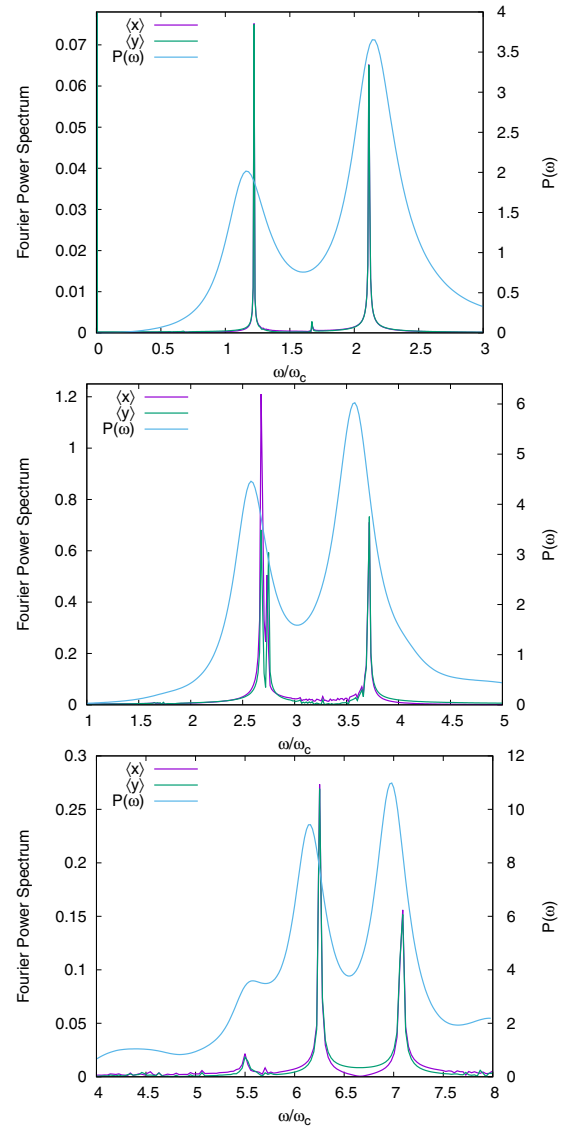 ⟨x⟩
⟨y⟩
P(ω)
Fourier Power Spectrum
0.07
0.06
0.05
0.04
0.03
0.02
0.01
0
4
3.5
3
2.5
2
1.5
1
0.5
0
P(ω)
0 0.5 1 1.5 2 2.5 3
ω/ω_c
⟨x⟩
⟨y⟩
P(ω)
Fourier Power Spectrum
1.2
1
0.8
0.6
0.4
0.2
0
6
5
4
3
2
1
0
P(ω)
1 1.5 2 2.5 3 3.5 4 4.5 5
ω/ω_c
⟨x⟩
⟨y⟩
P(ω)
Fourier Power Spectrum
0.3
0.25
0.2
0.15
0.1
0.05
0
12
10
8
6
4
2
0
P(ω)
4 4.5 5 5.5 6 6.5 7 7.5 8
ω/ω_c